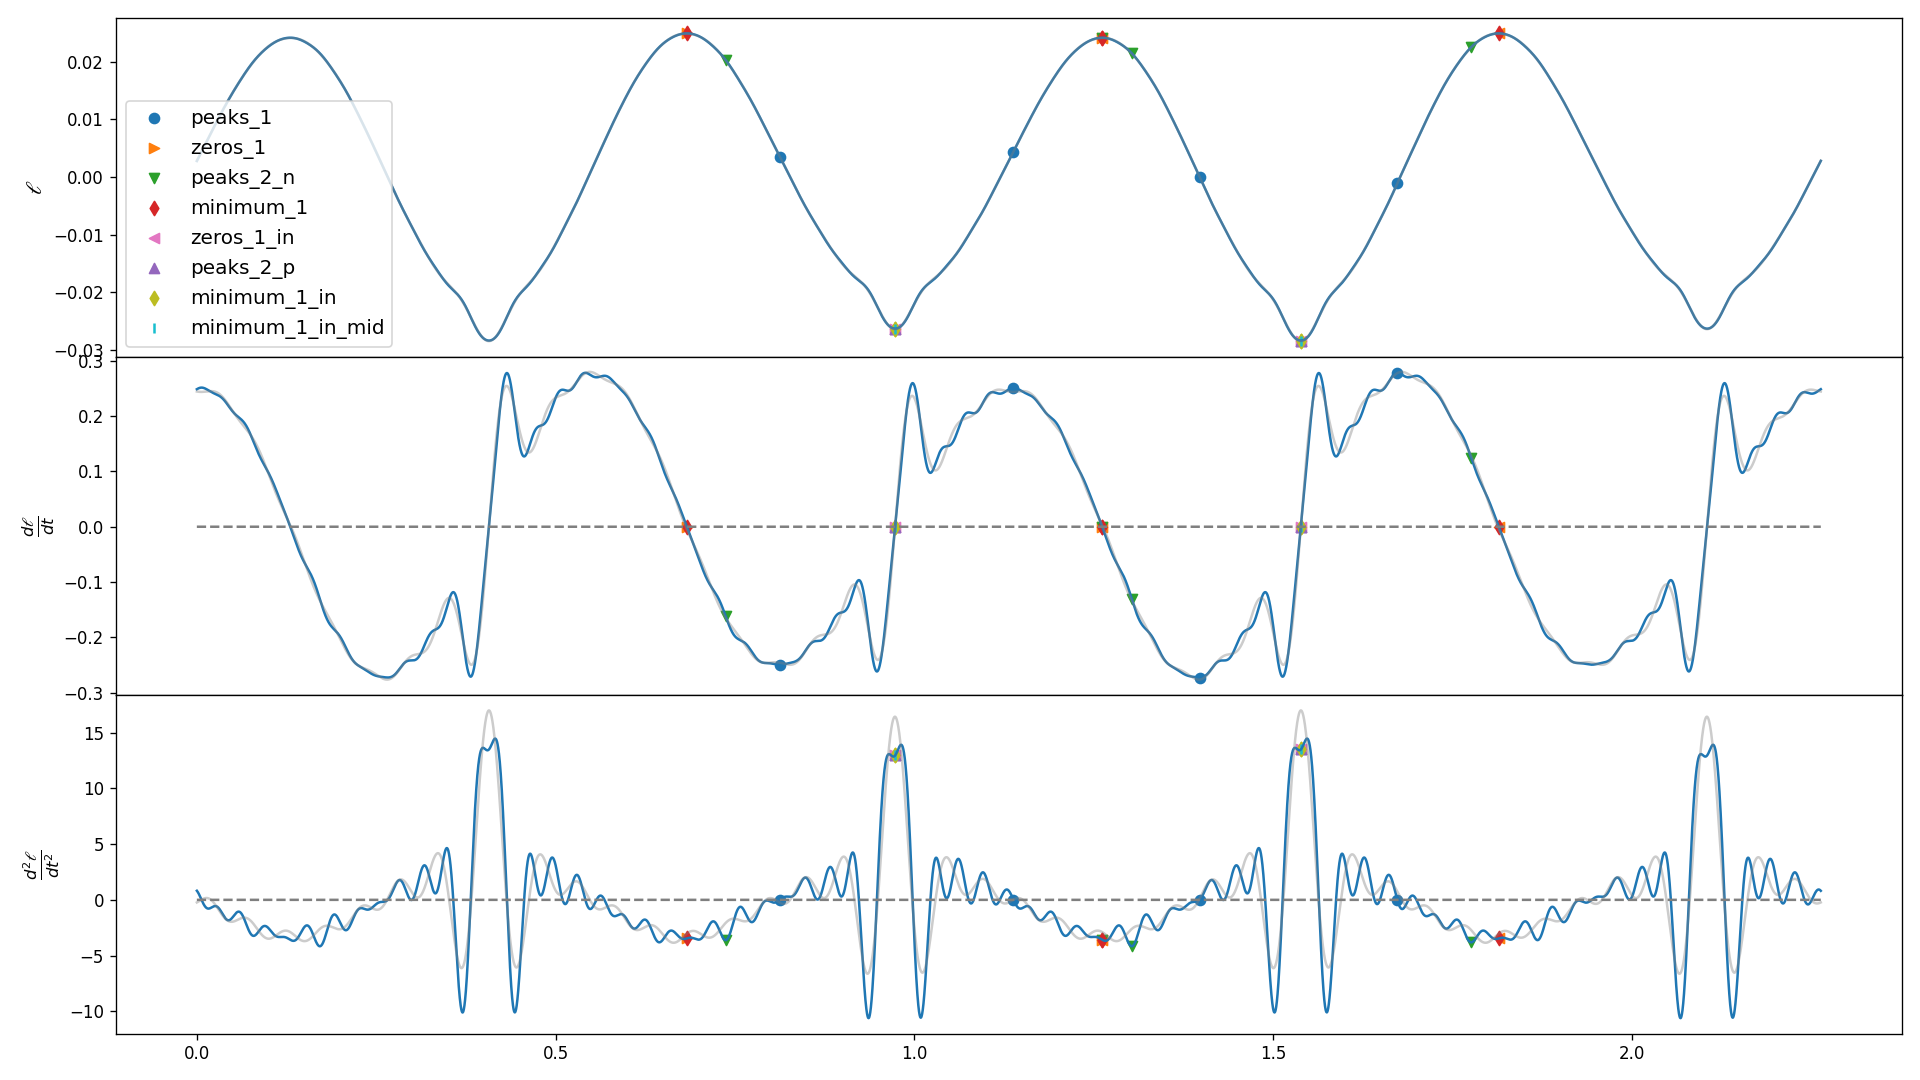 0.02
0.01
0.00
−0.01
−0.02
−0.03
ℓ
peaks_1
zeros_1
peaks_2_n
minimum_1
zeros_1_in
peaks_2_p
minimum_1_in
minimum_1_in_mid
0.3
0.2
0.1
0.0
−0.1
−0.2
−0.3
dℓ
dt
15
10
5
0
−5
−10
d²ℓ
dt²
0.0 0.5 1.0 1.5 2.0